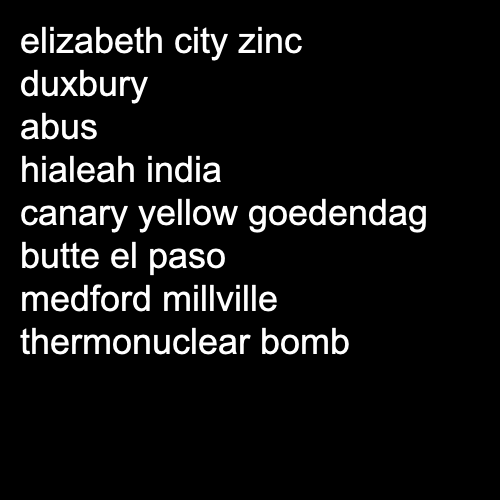 elizabeth city zinc
duxbury
abus
hialeah india
canary yellow goedendag
butte el paso
medford millville
thermonuclear bomb